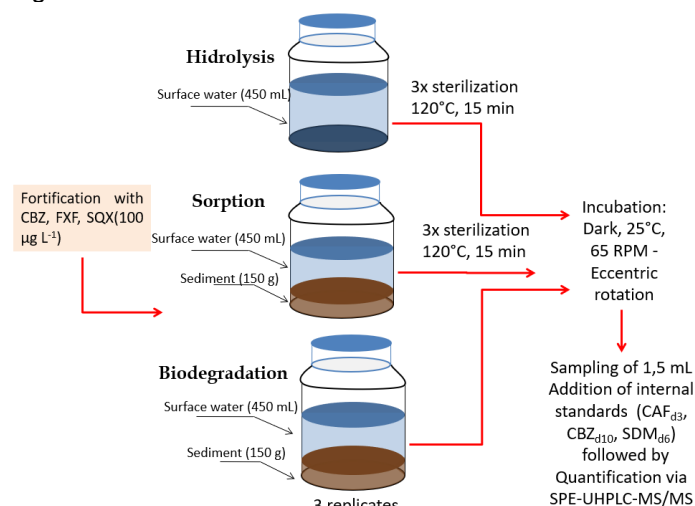 Hidrolysis
Surface water (450 mL)
3x sterilization
120°C, 15 min
Fortification with
CBZ, FXF, SQX(100
µg L⁻¹)
Sorption
Surface water (450 mL)
Sediment (150 g)
3x sterilization
120°C, 15 min
Incubation:
Dark, 25°C,
65 RPM -
Eccentric
rotation
Biodegradation
Surface water (450 mL)
Sediment (150 g)
3 replicates
Sampling of 1,5 mL
Addition of internal
standards (CAFd3,
CBZd10, SDMd6)
followed by
Quantification via
SPE-UHPLC-MS/MS